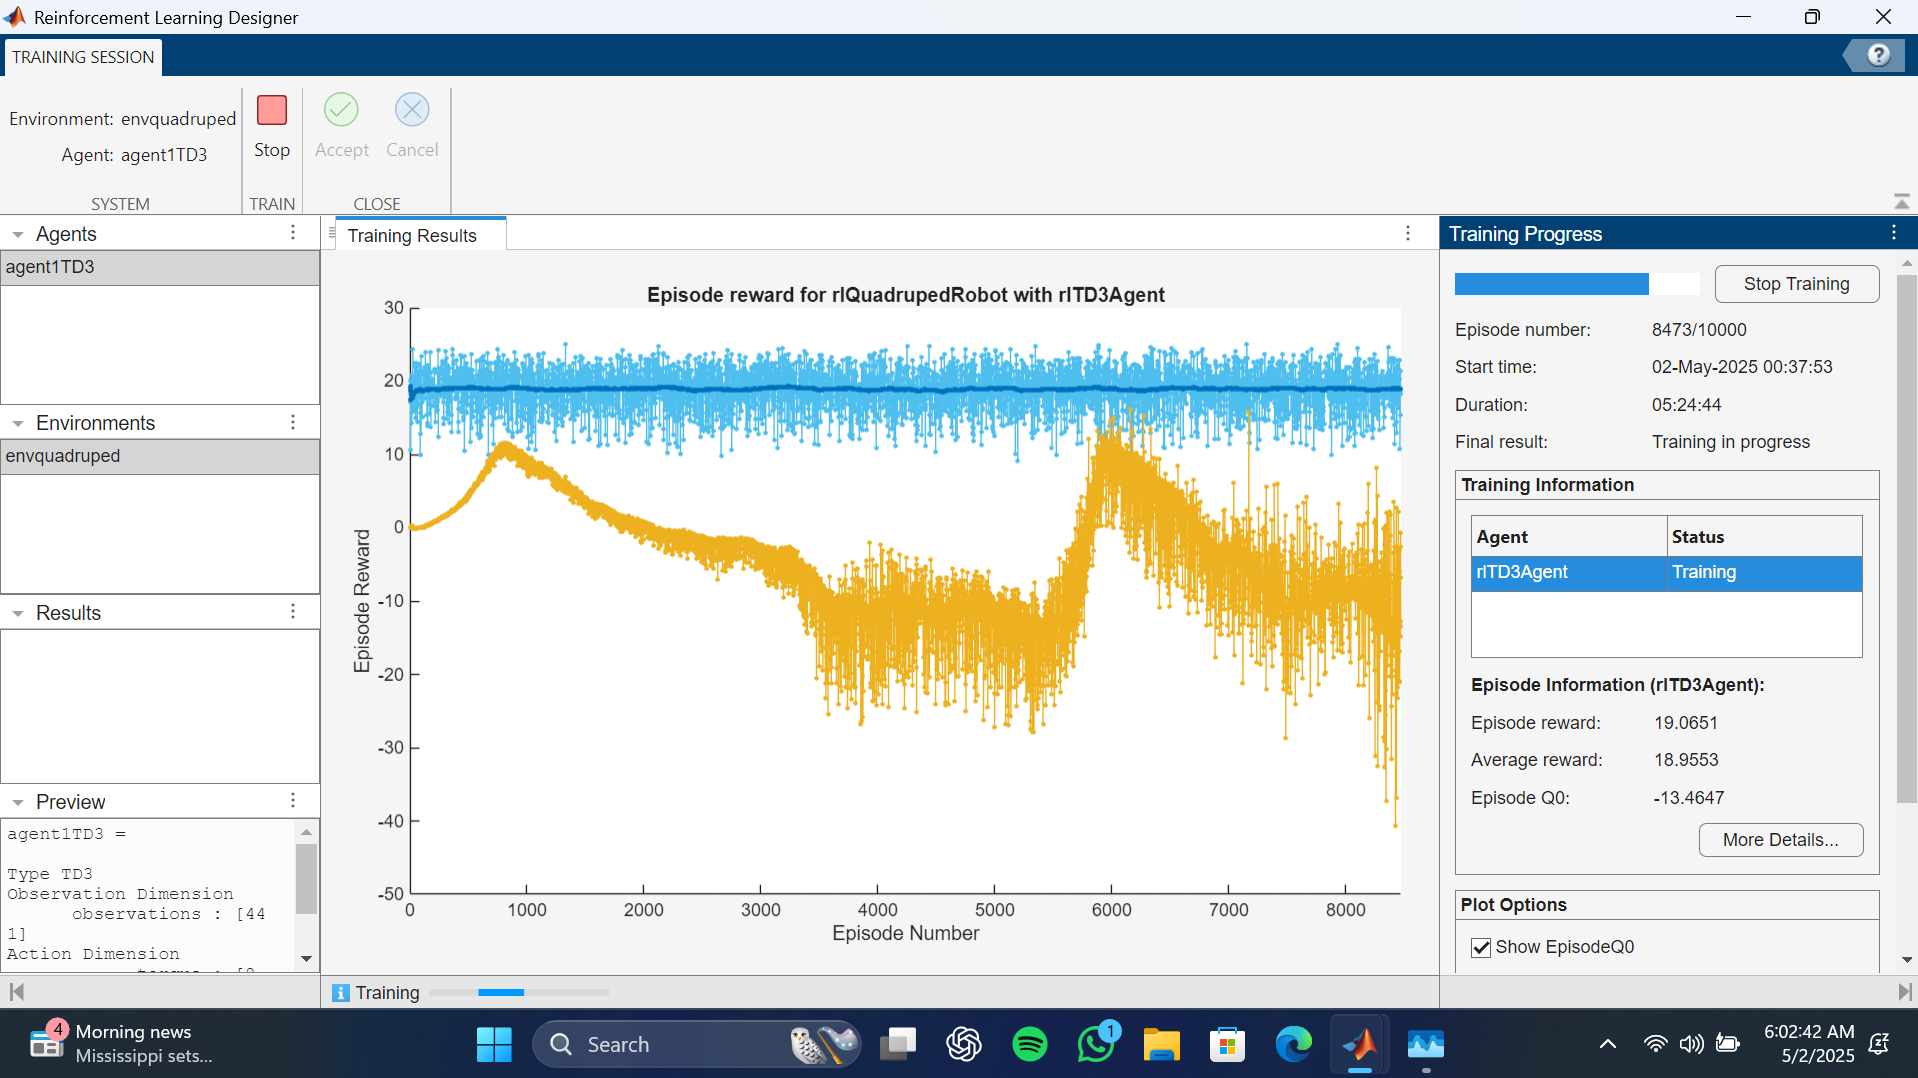 Reinforcement Learning Designer
TRAINING SESSION
?
Environment: envquadruped
Agent: agent1TD3
Stop
Accept
Cancel
SYSTEM
TRAIN
CLOSE
Agents
agent1TD3
Environments
envquadruped
Results
Preview
agent1TD3 =
Type TD3
Observation Dimension
observations : [44
1]
Action Dimension
Training Results
Episode reward for rlQuadrupedRobot with rlTD3Agent
30
20
10
0
-10
-20
-30
-40
-50
Episode Reward
0 1000 2000 3000 4000 5000 6000 7000 8000
Episode Number
Training Progress
Stop Training
Episode number: 8473/10000
Start time: 02-May-2025 00:37:53
Duration: 05:24:44
Final result: Training in progress
Training Information
Agent Status
rlTD3Agent Training
Episode Information (rlTD3Agent):
Episode reward: 19.0651
Average reward: 18.9553
Episode Q0: -13.4647
More Details...
Plot Options
Show EpisodeQ0
i Training
4
Morning news
Mississippi sets...
Search
1
6:02:42 AM
5/2/2025